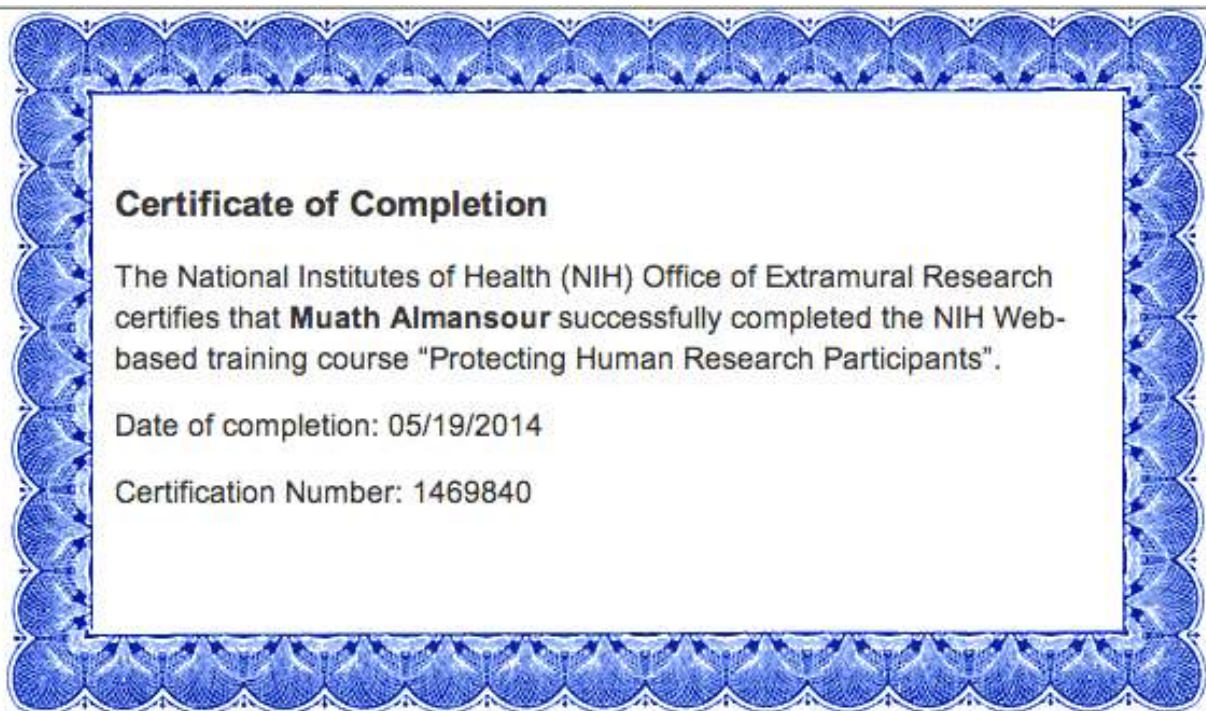 Certificate of Completion
The National Institutes of Health (NIH) Office of Extramural Research
certifies that Muath Almansour successfully completed the NIH Web-
based training course “Protecting Human Research Participants”.
Date of completion: 05/19/2014
Certification Number: 1469840